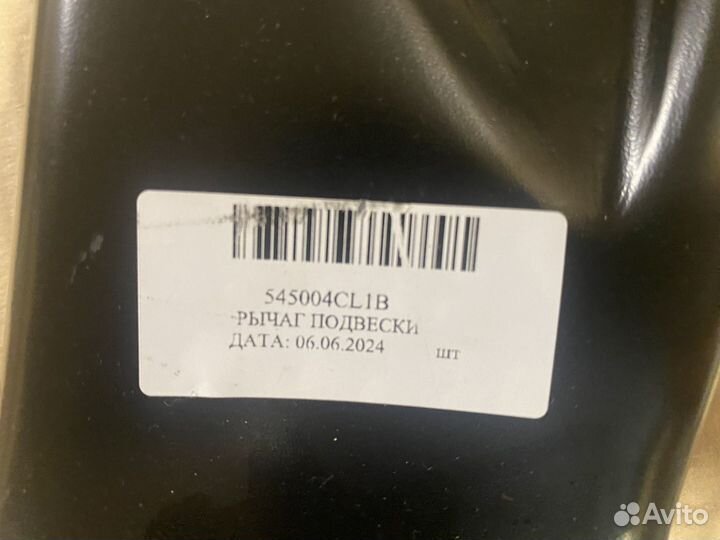 545004CL1B
РЫЧАГ ПОДВЕСКИ
ДАТА: 06.06.2024 шт
Avito